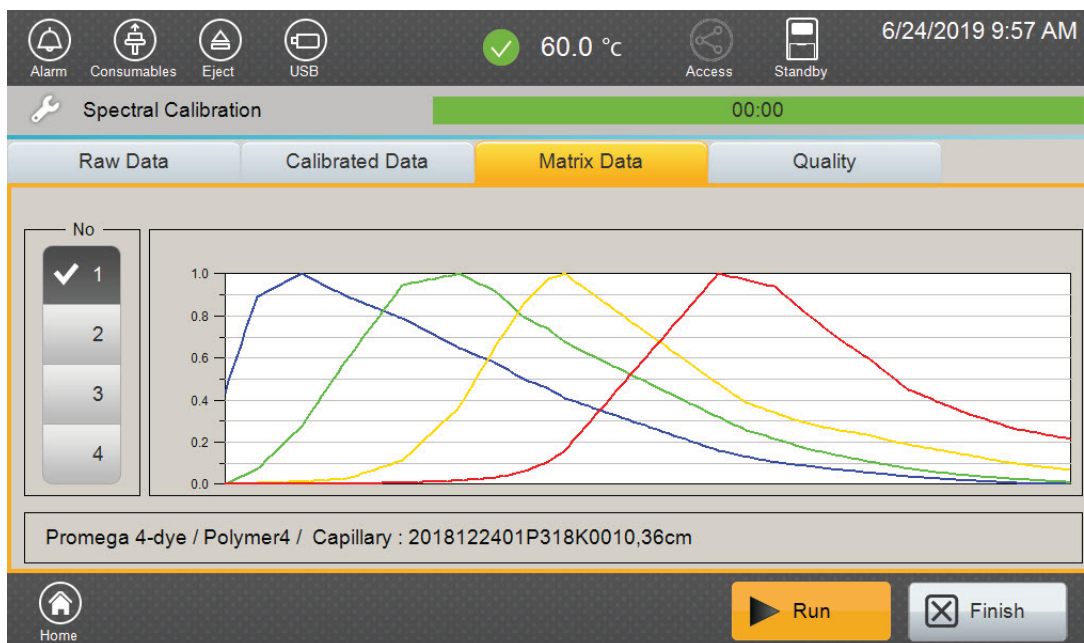 6/24/2019 9:57 AM
60.0 °c
Alarm Consumables Eject USB Access Standby
Spectral Calibration 00:00
Raw Data Calibrated Data Matrix Data Quality
No
1
2
3
4
1.0
0.8
0.6
0.4
0.2
0.0
Promega 4-dye / Polymer4 / Capillary : 2018122401P318K0010,36cm
Home
Run
Finish